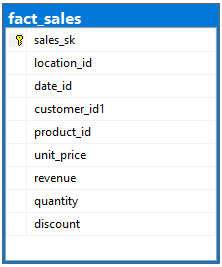 fact_sales
sales_sk
location_id
date_id
customer_id1
product_id
unit_price
revenue
quantity
discount